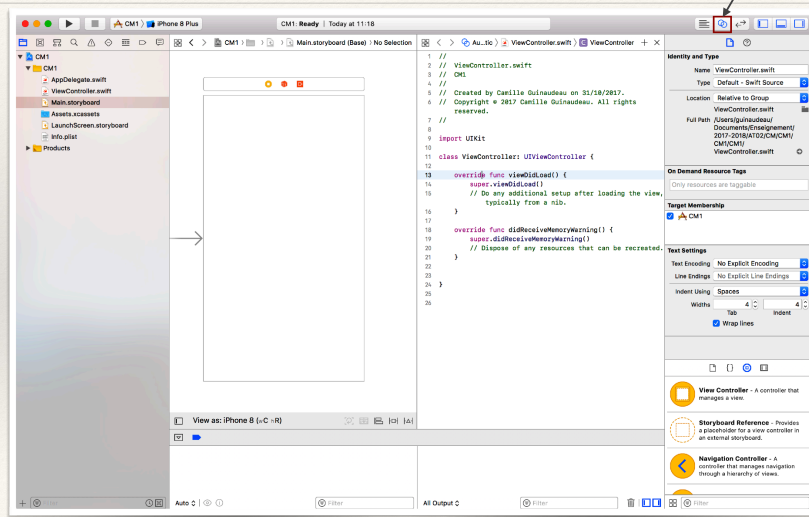 CM1 iPhone 8 Plus
CM1: Ready | Today at 11:18
CM1
CM1
AppDelegate.swift
ViewController.swift
Main.storyboard
Assets.xcassets
LaunchScreen.storyboard
Info.plist
Products
CM1
Main.storyboard (Base)
No Selection
Au...tic
ViewController.swift
ViewController
1 //
2 // ViewController.swift
3 // CM1
4 //
5 // Created by Camille Guinaudeau on 31/10/2017.
6 // Copyright © 2017 Camille Guinaudeau. All rights
reserved.
7 //
8
9 import UIKit
10
11 class ViewController: UIViewController {
12
13 override func viewDidLoad() {
14 super.viewDidLoad()
15 // Do any additional setup after loading the view,
typically from a nib.
16 }
17
18 override func didReceiveMemoryWarning() {
19 super.didReceiveMemoryWarning()
20 // Dispose of any resources that can be recreated.
21 }
22
23
24 }
25
26
Identity and Type
Name ViewController.swift
Type Default - Swift Source
Location Relative to Group
ViewController.swift
Full Path /Users/guinaudeau/
Documents/Enseignement/
2017-2018/AT02/CM/CM1/
CM1/CM1/
ViewController.swift
On Demand Resource Tags
Only resources are taggable
Target Membership
CM1
Text Settings
Text Encoding No Explicit Encoding
Line Endings No Explicit Line Endings
Indent Using Spaces
Widths 4 4
Tab Indent
Wrap lines
View Controller - A controller that
manages a view.
Storyboard Reference - Provides
a placeholder for a view controller in
an external storyboard.
Navigation Controller - A
controller that manages navigation
through a hierarchy of views.
View as: iPhone 8 (wC hR)
Filter
Auto
Filter
All Output
Filter
Filter